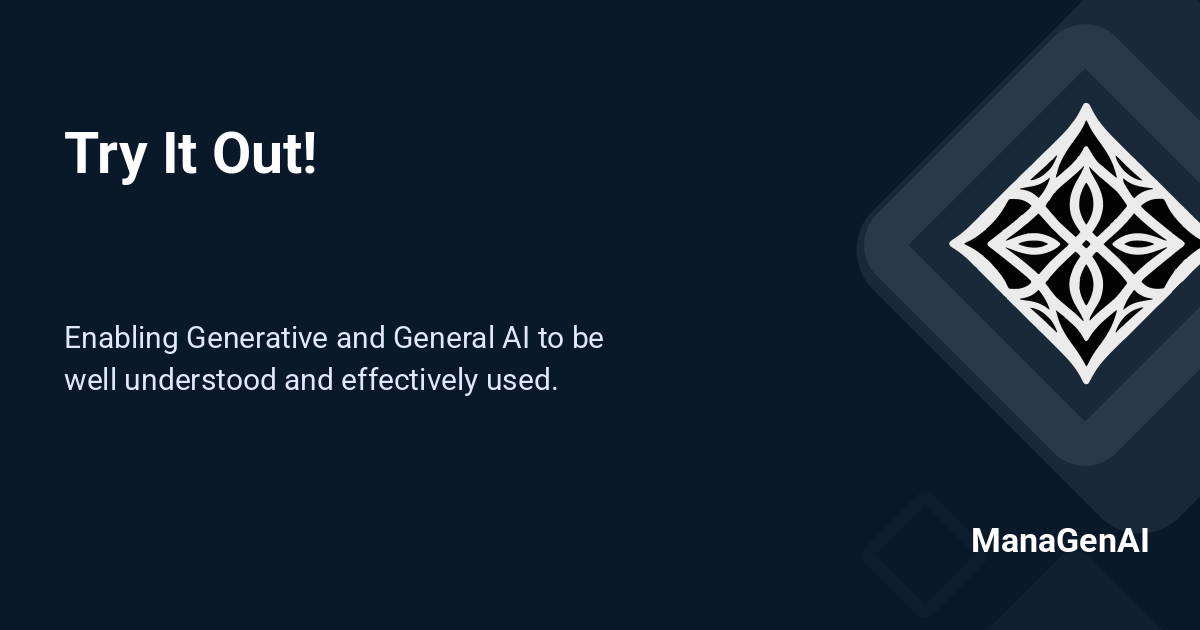 Try It Out!
Enabling Generative and General AI to be
well understood and effectively used.
ManaGenAI